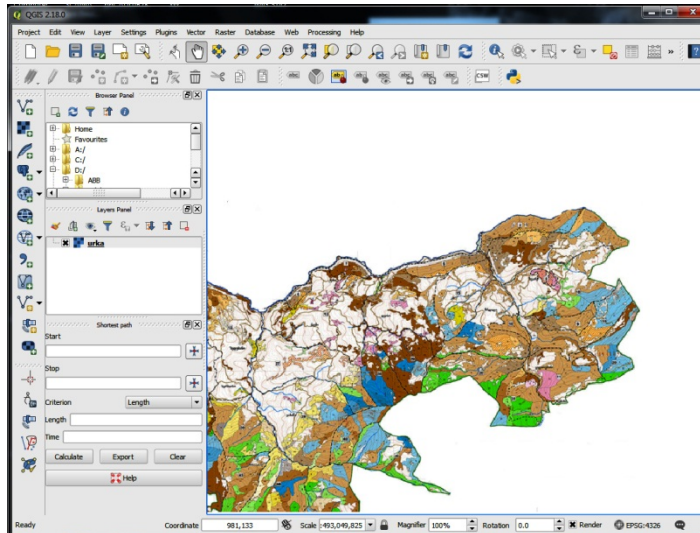 QGIS 2.18.0
Project Edit View Layer Settings Plugins Vector Raster Database Web Processing Help
Browser Panel
Home
Favourites
A:/
C:/
D:/
ABB
Layers Panel
urka
Shortest path
Start
Stop
Criterion Length
Length
Time
Calculate Export Clear
Help
Ready Coordinate 981,133 Scale :493,049,825 Magnifier 100% Rotation 0.0 Render EPSG:4326